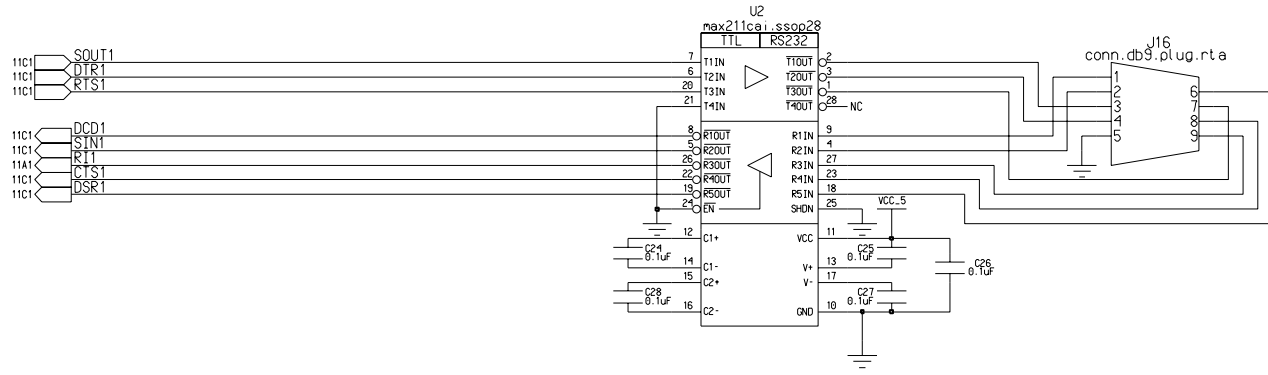 U2
max211cai.ssop28
TTL RS232
J16
conn.db9.plug.rta
11C1 SOUT1 7 T1IN T1OUT 2
11C1 DTR1 6 T2IN T2OUT 3
11C1 RTS1 20 T3IN T3OUT 1
21 T4IN T4OUT 28 NC
1 6
2 7
3 8
4 9
5
11C1 DCD1 8 R1OUT R1IN 9
11C1 SIN1 5 R2OUT R2IN 4
11A1 RI1 26 R3OUT R3IN 27
11C1 CTS1 22 R4OUT R4IN 23
11C1 DSR1 19 R5OUT R5IN 18
24 EN SHDN 25
VCC_5
12 C1+ VCC 11
C24
0.1uF
C25
0.1uF
C26
0.1uF
14 C1- V+ 13
15 C2+ V- 17
C28
0.1uF
C27
0.1uF
16 C2- GND 10